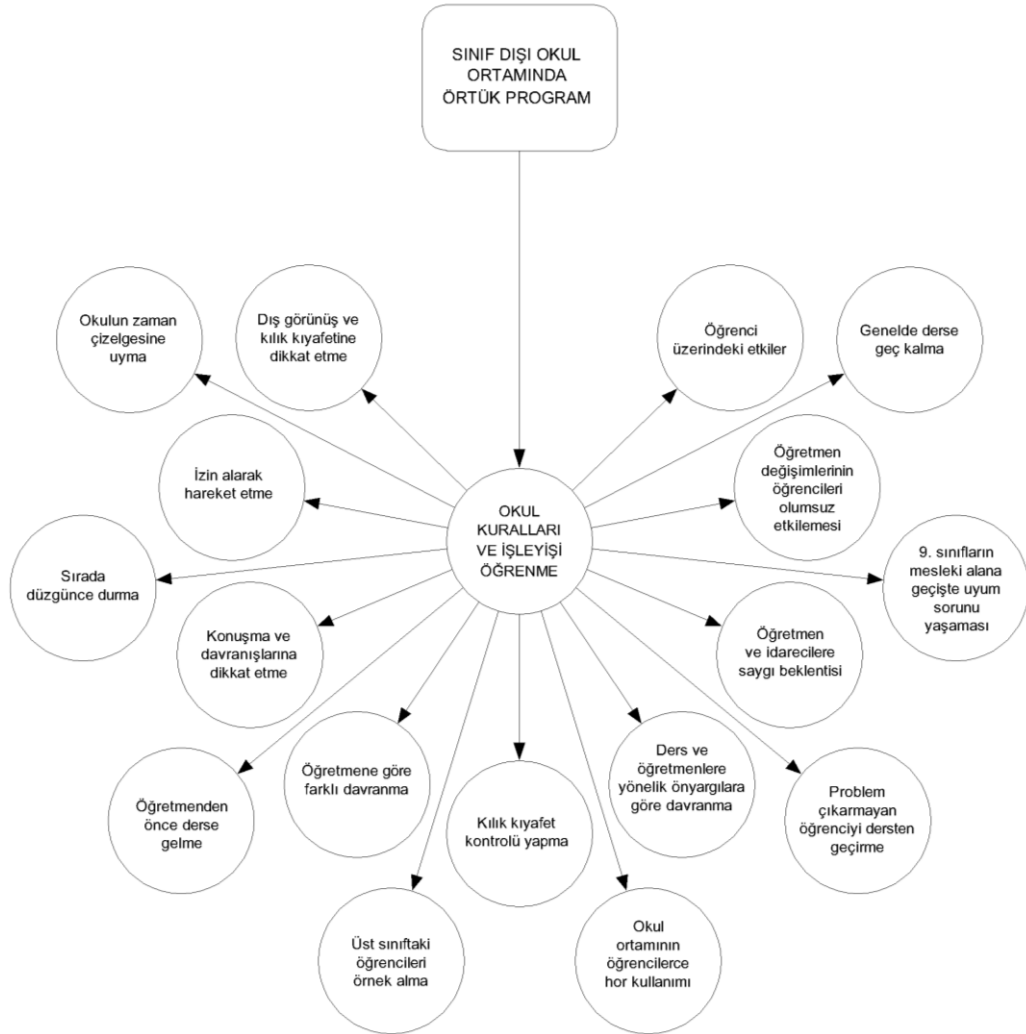 SINIF DIŞI OKUL
ORTAMINDA
ÖRTÜK PROGRAM
Okulun zaman
çizelgesine
uyma
Dış görünüş ve
kılık kıyafetine
dikkat etme
Öğrenci
üzerindeki etkiler
Genelde derse
geç kalma
İzin alarak
hareket etme
OKUL
KURALLARI
VE İŞLEYİŞİ
ÖĞRENME
Öğretmen
değişimlerinin
öğrencileri
olumsuz
etkilemesi
Sırada
düzgünce durma
9. sınıfların
mesleki alana
geçişte uyum
sorunu
yaşaması
Konuşma ve
davranışlarına
dikkat etme
Öğretmen
ve idarecilere
saygı beklentisi
Öğretmenden
önce derse
gelme
Öğretmene göre
farklı davranma
Kılık kıyafet
kontrolü yapma
Ders ve
öğretmenlere
yönelik önyargılara
göre davranma
Problem
çıkarmayan
öğrenciyi dersten
geçirme
Üst sınıftaki
öğrencileri
örnek alma
Okul
ortamının
öğrencilerce
hor kullanımı